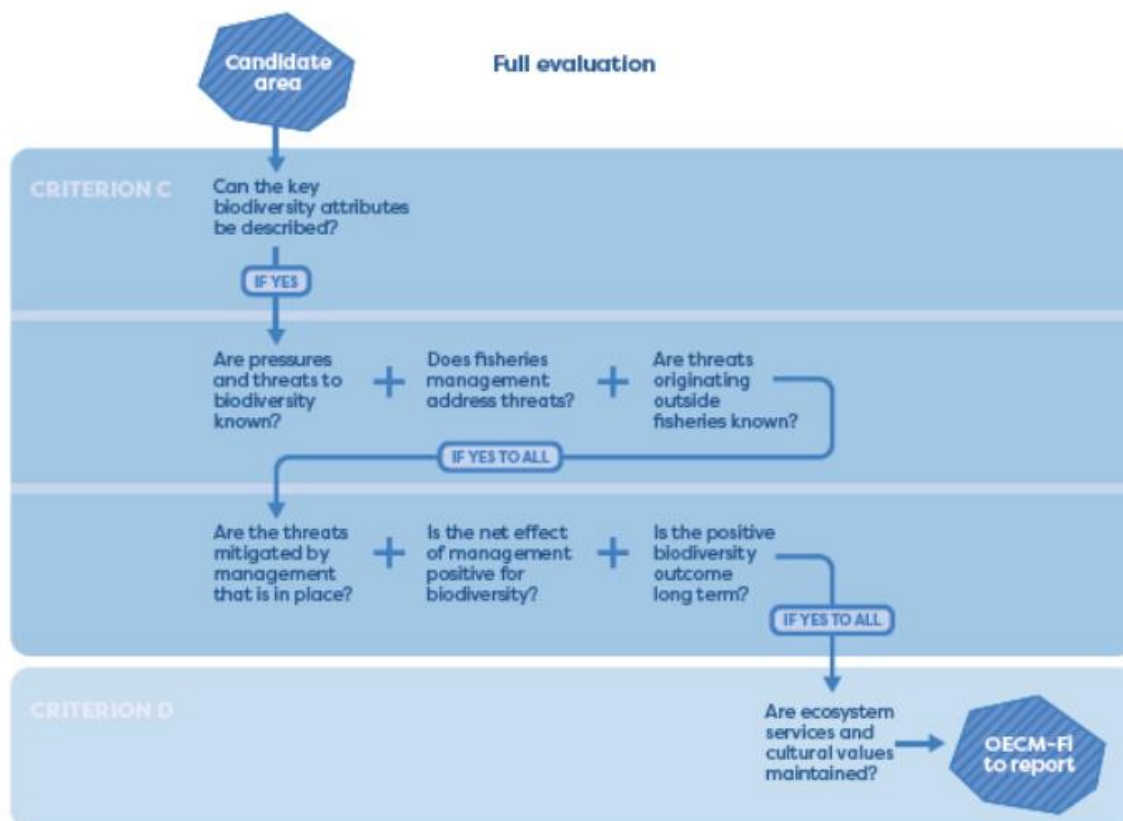 Candidate
area
Full evaluation
CRITERION C
Can the key
biodiversity attributes
be described?
IF YES
Are pressures
and threats to
biodiversity
known?
+
Does fisheries
management
address threats?
+
Are threats
originating
outside
fisheries known?
IF YES TO ALL
Are the threats
mitigated by
management
that is in place?
+
Is the net effect
of management
positive for
biodiversity?
+
Is the positive
biodiversity
outcome
long term?
IF YES TO ALL
CRITERION D
Are ecosystem
services and
cultural values
maintained?
OECM-FI
to report